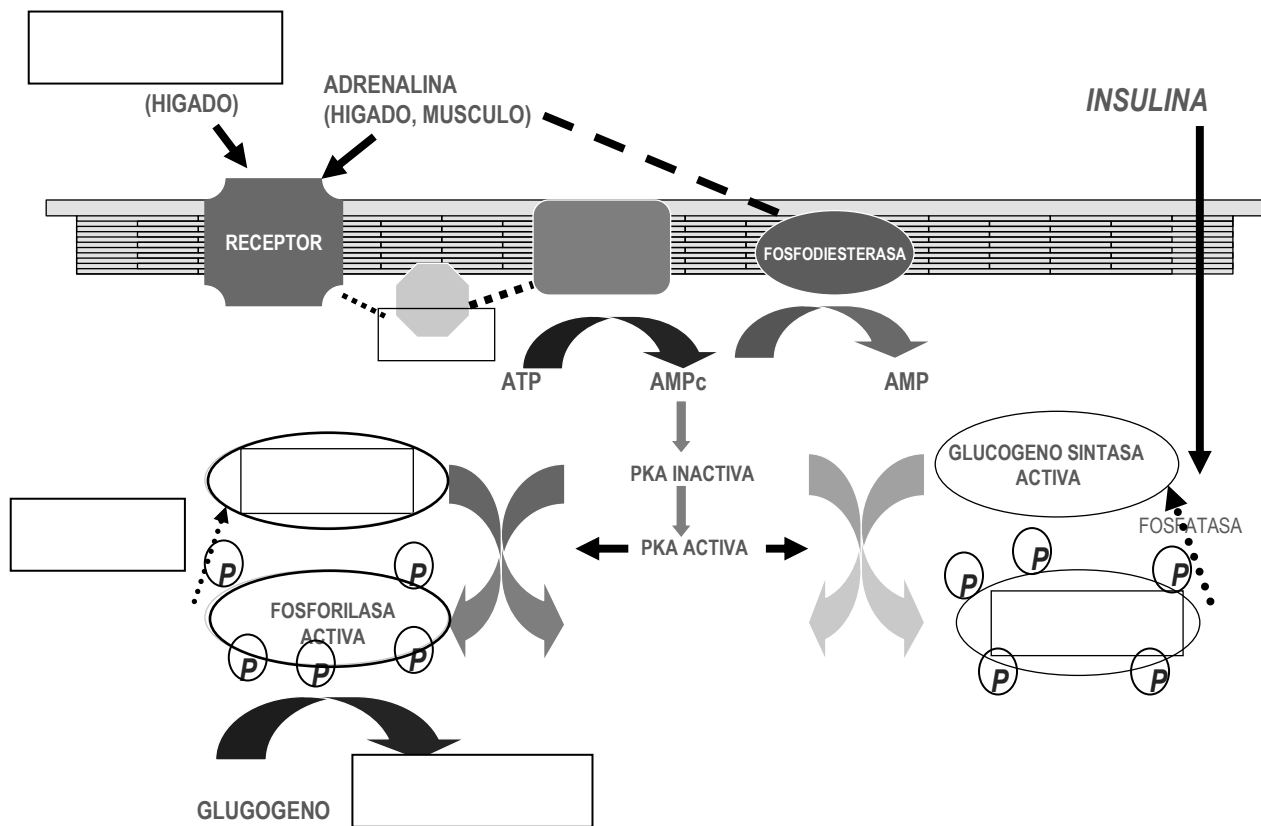 (HIGADO)
ADRENALINA
(HIGADO, MUSCULO)
INSULINA
RECEPTOR
FOSFODIESTERASA
ATP
AMPc
AMP
PKA INACTIVA
PKA ACTIVA
GLUCOGENO SINTASA
ACTIVA
FOSFATASA
P
P
FOSFORILASA
ACTIVA
P
P
P
P
P
P
P
P
GLUGOGENO